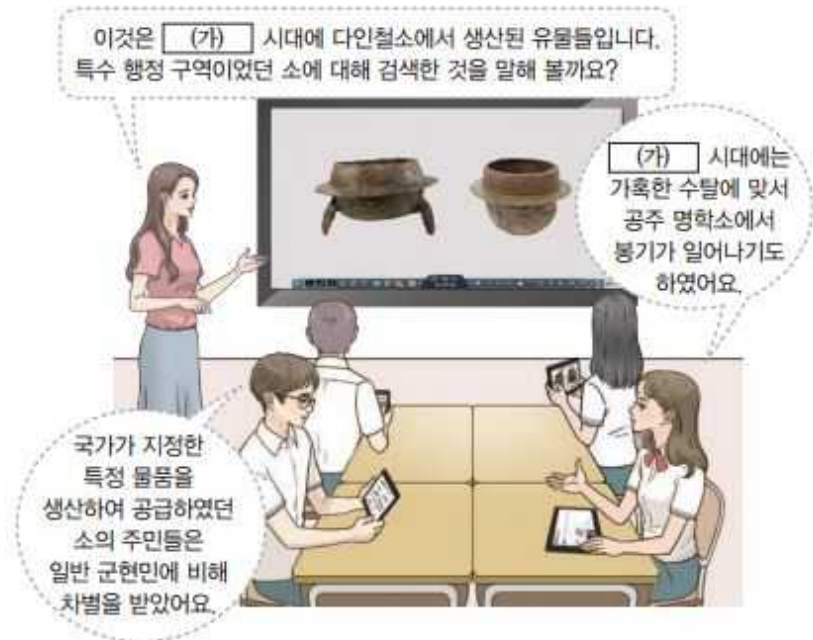 이것은 (가) 시대에 다인철소에서 생산된 유물들입니다.
특수 행정 구역이었던 소에 대해 검색한 것을 말해 볼까요?
(가) 시대에는
가혹한 수탈에 맞서
공주 명학소에서
봉기가 일어나기도
하였어요.
국가가 지정한
특정 물품을
생산하여 공급하였던
소의 주민들은
일반 군현민에 비해
차별을 받았어요.